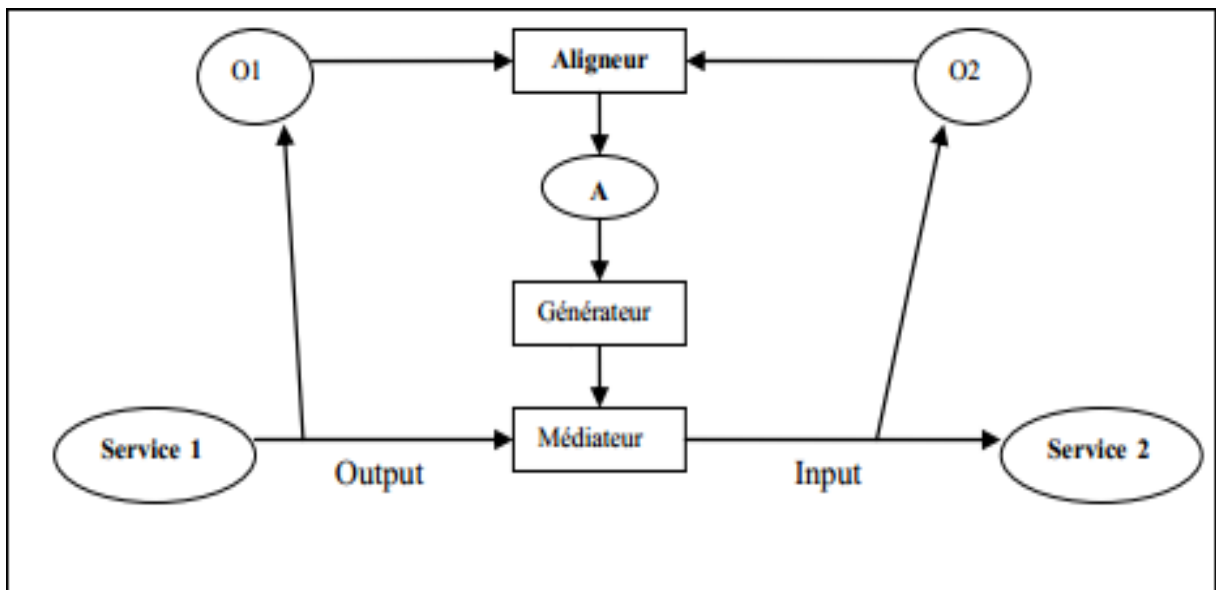 O1
Aligneur
O2
A
Générateur
Service 1
Médiateur
Service 2
Output
Input